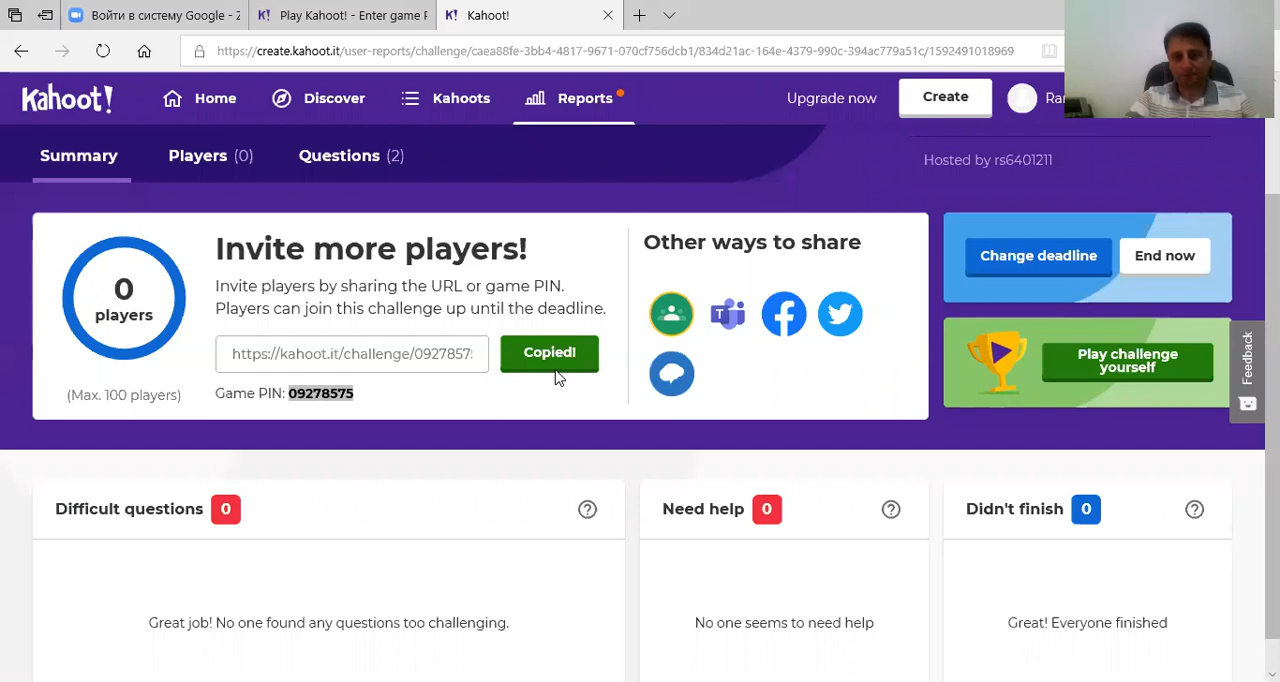 Войти в систему Google - Z
Play Kahoot! - Enter game P
Kahoot!
https://create.kahoot.it/user-reports/challenge/caea88fe-3bb4-4817-9671-070cf756dcb1/834d21ac-164e-4379-990c-394ac779a51c/1592491018969
Kahoot!
Home
Discover
Kahoots
Reports
Upgrade now
Create
Ra
Summary
Players (0)
Questions (2)
Hosted by rs6401211
0
players
(Max. 100 players)
Invite more players!
Invite players by sharing the URL or game PIN.
Players can join this challenge up until the deadline.
https://kahoot.it/challenge/09278575
Copied!
Game PIN: 09278575
Other ways to share
Change deadline
End now
Play challenge
yourself
Feedback
Difficult questions 0
Need help 0
Didn't finish 0
Great job! No one found any questions too challenging.
No one seems to need help
Great! Everyone finished